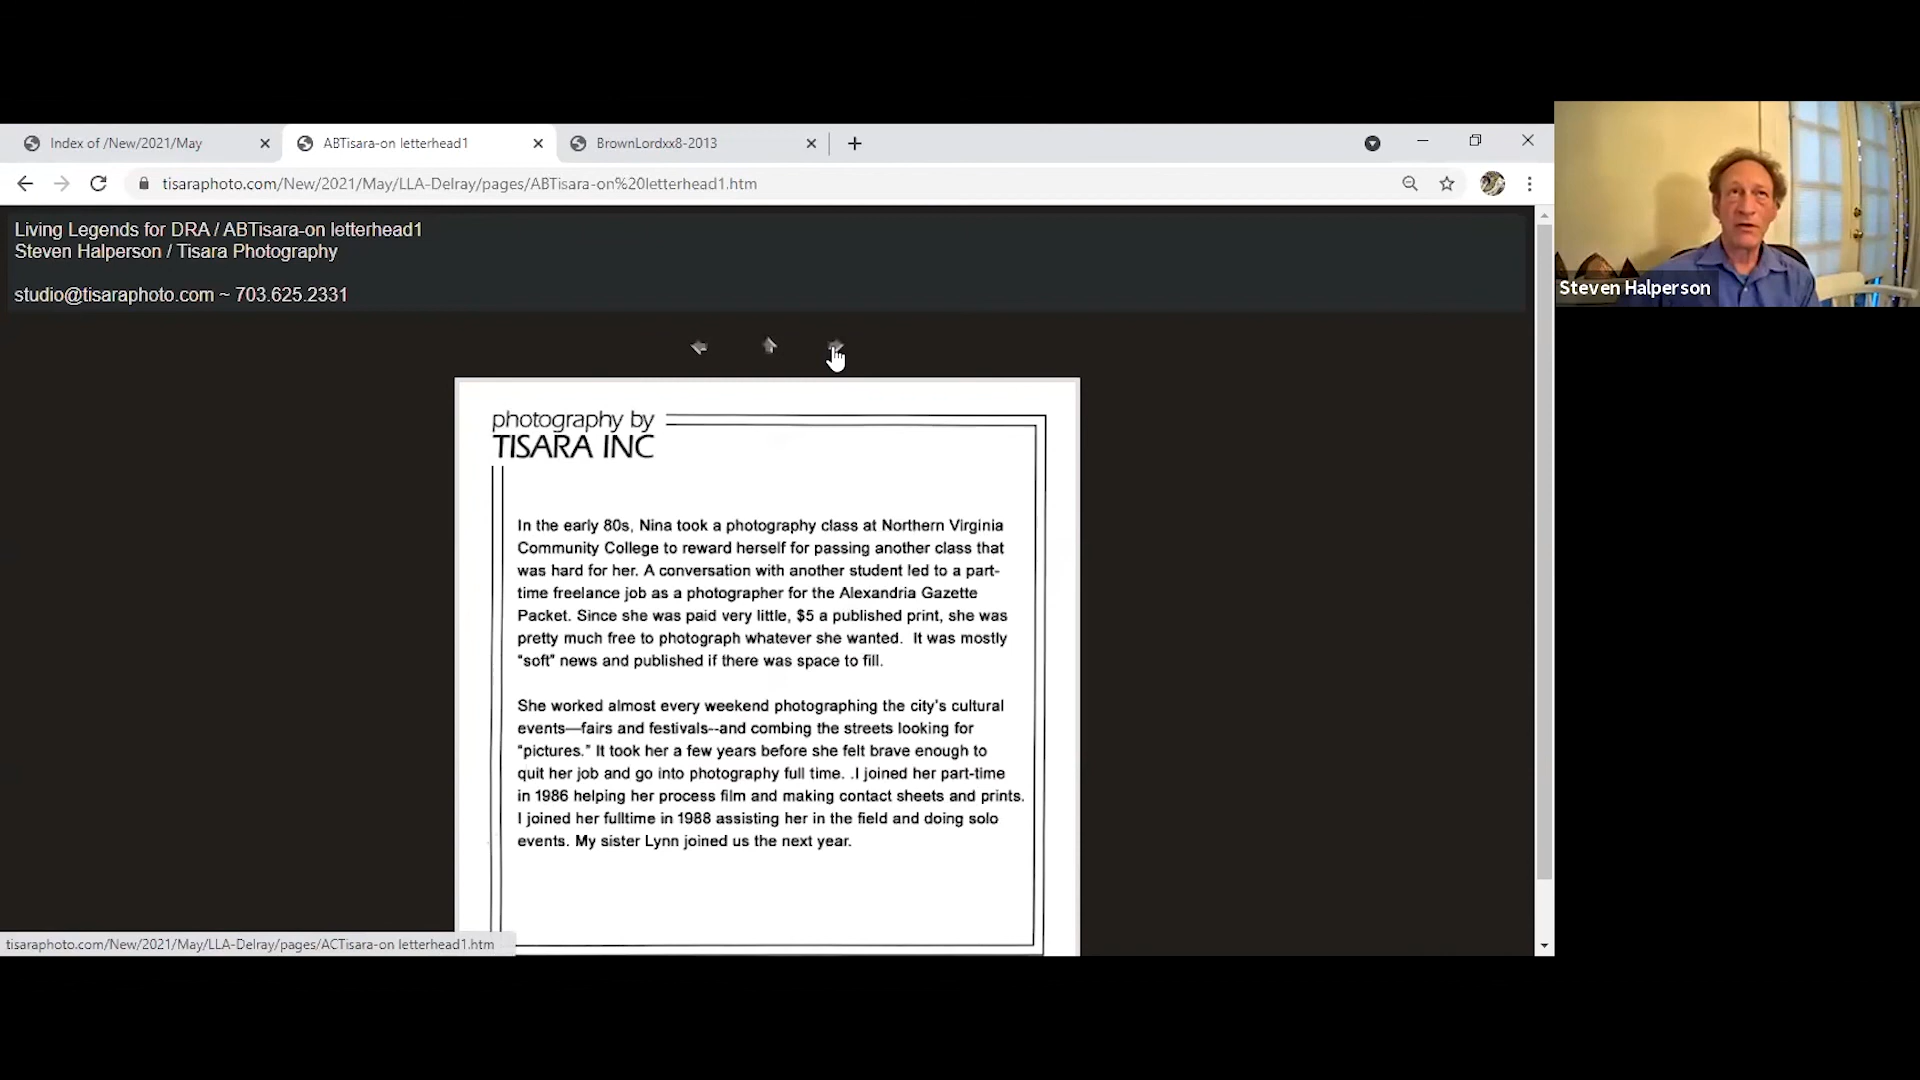 Index of /New/2021/May
ABTisara-on letterhead1
BrownLordxx8-2013
tisaraphoto.com/New/2021/May/LLA-Delray/pages/ABTisara-on%20letterhead1.htm
Living Legends for DRA / ABTisara-on letterhead1
Steven Halperson / Tisara Photography
studio@tisaraphoto.com ~ 703.625.2331
Steven Halperson
photography by
TISARA INC
In the early 80s, Nina took a photography class at Northern Virginia
Community College to reward herself for passing another class that
was hard for her. A conversation with another student led to a part-
time freelance job as a photographer for the Alexandria Gazette
Packet. Since she was paid very little, $5 a published print, she was
pretty much free to photograph whatever she wanted.  It was mostly
"soft" news and published if there was space to fill.
She worked almost every weekend photographing the city's cultural
events—fairs and festivals--and combing the streets looking for
"pictures." It took her a few years before she felt brave enough to
quit her job and go into photography full time. .I joined her part-time
in 1986 helping her process film and making contact sheets and prints.
I joined her fulltime in 1988 assisting her in the field and doing solo
events. My sister Lynn joined us the next year.
tisaraphoto.com/New/2021/May/LLA-Delray/pages/ACTisara-on letterhead1.htm